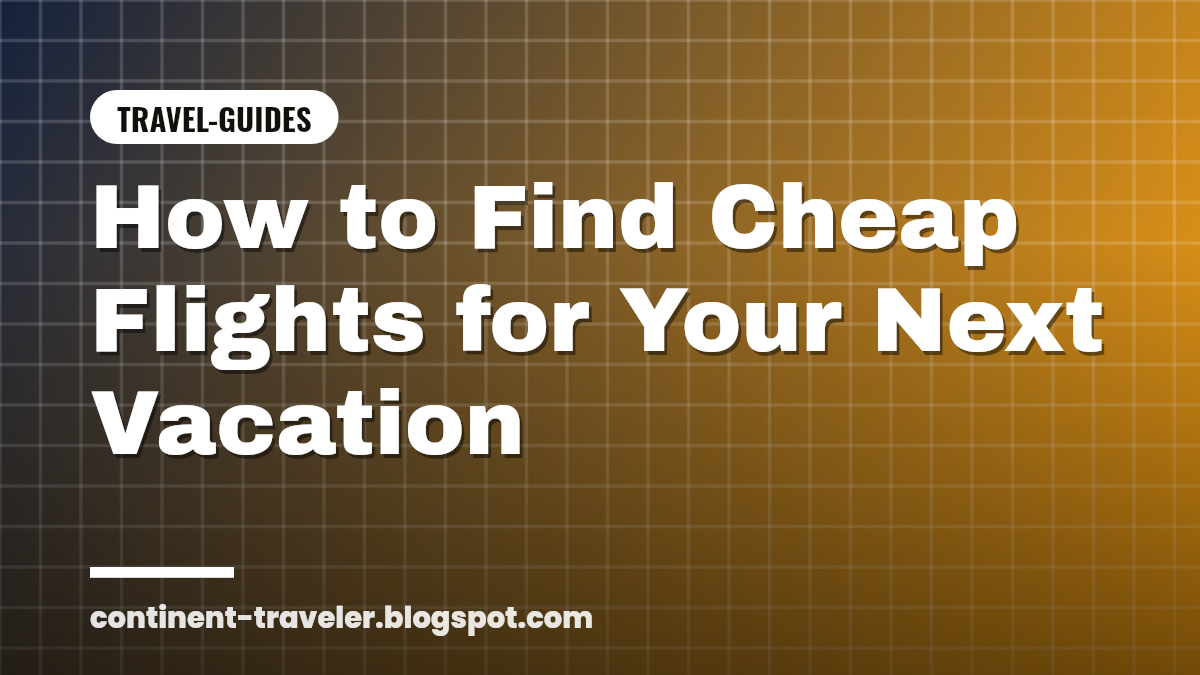 TRAVEL-GUIDES
How to Find Cheap
Flights for Your Next
Vacation
continent-traveler.blogspot.com